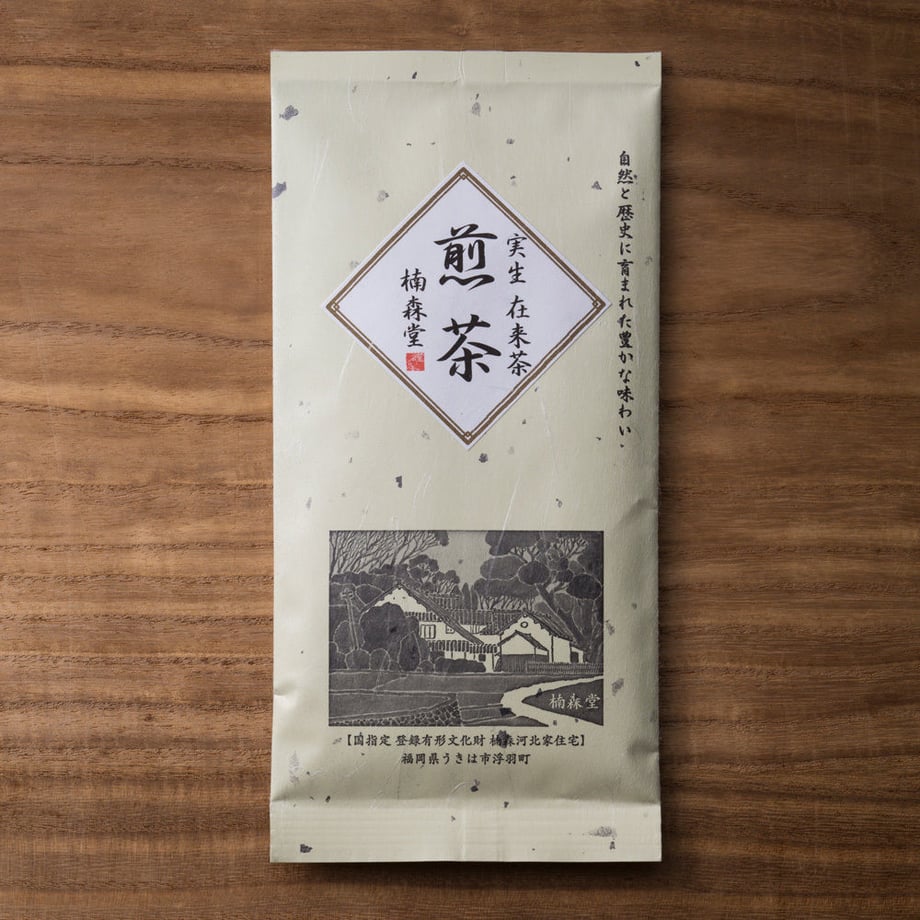 自然と歴史に育まれた豊かな味わい、
実生 在来茶
煎茶
楠森堂
楠森堂
【国指定 登録有形文化財 楠森河北家住宅】
福岡県うきは市浮羽町